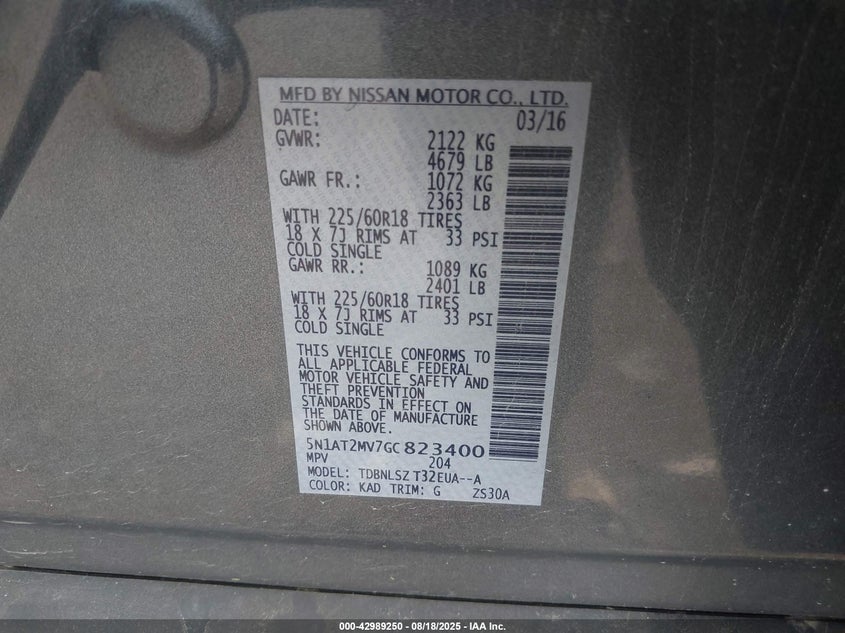 MFD BY NISSAN MOTOR CO., LTD.
DATE: 03/16
GVWR: 2122 KG
4679 LB
GAWR FR.: 1072 KG
2363 LB
WITH 225/60R18 TIRES
18 X 7J RIMS AT 33 PSI
COLD SINGLE
GAWR RR.: 1089 KG
2401 LB
WITH 225/60R18 TIRES
18 X 7J RIMS AT 33 PSI
COLD SINGLE
THIS VEHICLE CONFORMS TO
ALL APPLICABLE FEDERAL
MOTOR VEHICLE SAFETY AND
THEFT PREVENTION
STANDARDS IN EFFECT ON
THE DATE OF MANUFACTURE
SHOWN ABOVE.
5N1AT2MV7GC823400
MPV 204
MODEL: TDBNLSZ T32EUA--A
COLOR: KAD TRIM: G ZS30A
000-42989250 - 08/18/2025 - IAA Inc.